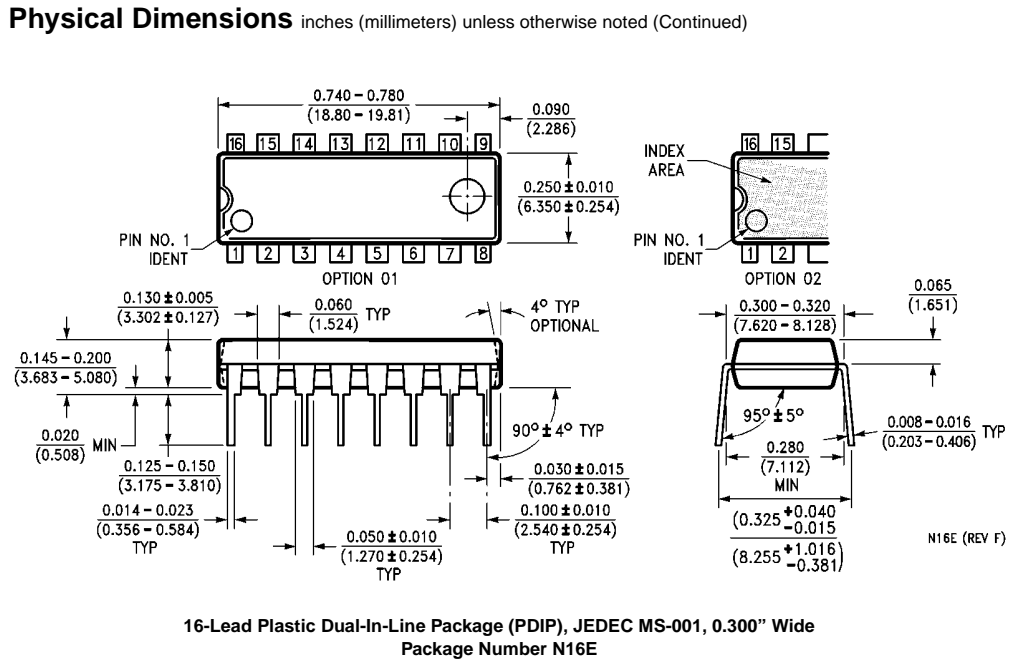 Physical Dimensions inches (millimeters) unless otherwise noted (Continued)
0.740 – 0.780
(18.80 – 19.81)
0.090
(2.286)
16 15 14 13 12 11 10 9
16 15
INDEX
AREA
0.250 ± 0.010
(6.350 ± 0.254)
PIN NO. 1
IDENT
PIN NO. 1
IDENT
1 2 3 4 5 6 7 8
1 2
OPTION 01
OPTION 02
0.130 ± 0.005
(3.302 ± 0.127)
0.060
(1.524)
TYP
4° TYP
OPTIONAL
0.300 – 0.320
(7.620 – 8.128)
0.065
(1.651)
0.145 – 0.200
(3.683 – 5.080)
0.020
(0.508)
MIN
90° ± 4° TYP
95° ± 5°
0.008 – 0.016
(0.203 – 0.406)
TYP
0.125 – 0.150
(3.175 – 3.810)
0.030 ± 0.015
(0.762 ± 0.381)
0.280
(7.112)
MIN
0.014 – 0.023
(0.356 – 0.584)
TYP
0.050 ± 0.010
(1.270 ± 0.254)
TYP
0.100 ± 0.010
(2.540 ± 0.254)
TYP
(0.325 +0.040 –0.015
(8.255 +1.016 –0.381)
N16E (REV F)
16-Lead Plastic Dual-In-Line Package (PDIP), JEDEC MS-001, 0.300” Wide
Package Number N16E